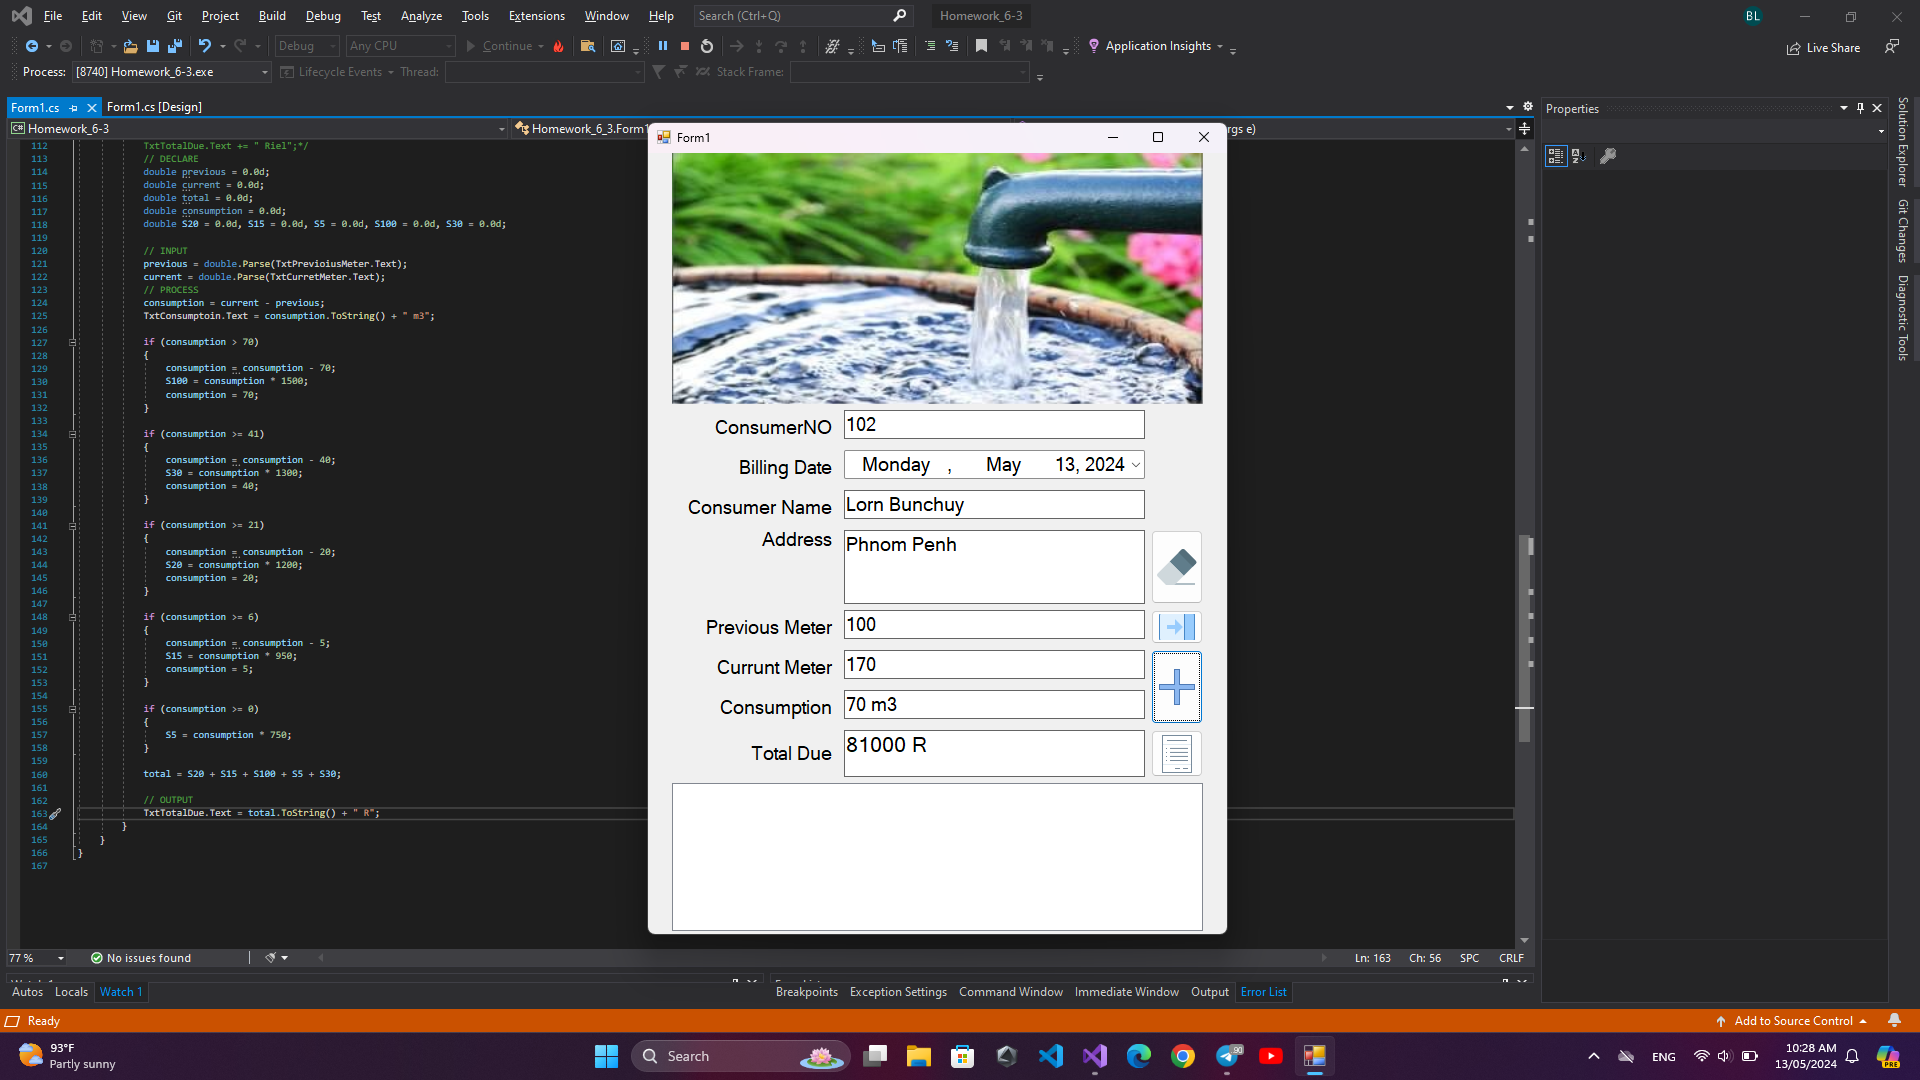 File Edit View Git Project Build Debug Test Analyze Tools Extensions Window Help Search (Ctrl+Q) Homework_6-3 BL
Debug Any CPU Continue Application Insights Live Share
Process: [8740] Homework_6-3.exe Lifecycle Events Thread: Stack Frame:
Form1.cs Form1.cs [Design]
C# Homework_6-3 Homework_6_3.Form1 rgs e)
112 TxtTotalDue.Text += " Riel";*/
113 // DECLARE
114 double previous = 0.0d;
115 double current = 0.0d;
116 double total = 0.0d;
117 double consumption = 0.0d;
118 double S20 = 0.0d, S15 = 0.0d, S5 = 0.0d, S100 = 0.0d, S30 = 0.0d;
119
120 // INPUT
121 previous = double.Parse(TxtPrevioiusMeter.Text);
122 current = double.Parse(TxtCurretMeter.Text);
123 // PROCESS
124 consumption = current - previous;
125 TxtConsumptoin.Text = consumption.ToString() + " m3";
126
127 if (consumption > 70)
128 {
129 consumption = consumption - 70;
130 S100 = consumption * 1500;
131 consumption = 70;
132 }
133
134 if (consumption >= 41)
135 {
136 consumption = consumption - 40;
137 S30 = consumption * 1300;
138 consumption = 40;
139 }
140
141 if (consumption >= 21)
142 {
143 consumption = consumption - 20;
144 S20 = consumption * 1200;
145 consumption = 20;
146 }
147
148 if (consumption >= 6)
149 {
150 consumption = consumption - 5;
151 S15 = consumption * 950;
152 consumption = 5;
153 }
154
155 if (consumption >= 0)
156 {
157 S5 = consumption * 750;
158 }
159
160 total = S20 + S15 + S100 + S5 + S30;
161
162 // OUTPUT
163 TxtTotalDue.Text = total.ToString() + " R";
164 }
165 }
166 }
167
Form1
ConsumerNO 102
Billing Date Monday , May 13, 2024
Consumer Name Lorn Bunchuy
Address Phnom Penh
Previous Meter 100
Currunt Meter 170
Consumption 70 m3
Total Due 81000 R
Properties
Solution Explorer
Git Changes
Diagnostic Tools
77 % No issues found Ln: 163 Ch: 56 SPC CRLF
Autos Locals Watch 1 Breakpoints Exception Settings Command Window Immediate Window Output Error List
Ready Add to Source Control
93°F
Partly sunny
Search
90
ENG
10:28 AM
13/05/2024
PRE